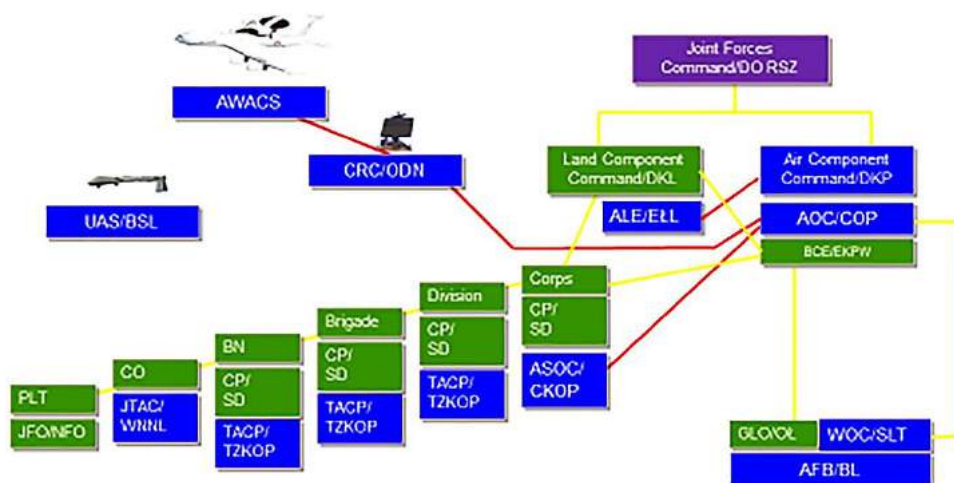 Joint Forces
Command/DO RSZ
AWACS
CRC/ODN
Land Component
Command/DKL
Air Component
Command/DKP
UAS/BSL
ALE/EŁL
AOC/COP
BCE/EKPW
Corps
CP/
SD
ASOC/
CKOP
Division
CP/
SD
TACP/
TZKOP
Brigade
CP/
SD
TACP/
TZKOP
BN
CP/
SD
TACP/
TZKOP
CO
JTAC/
WNNL
PLT
JFO/NFO
GLO/OŁ
WOC/SLT
AFB/BL